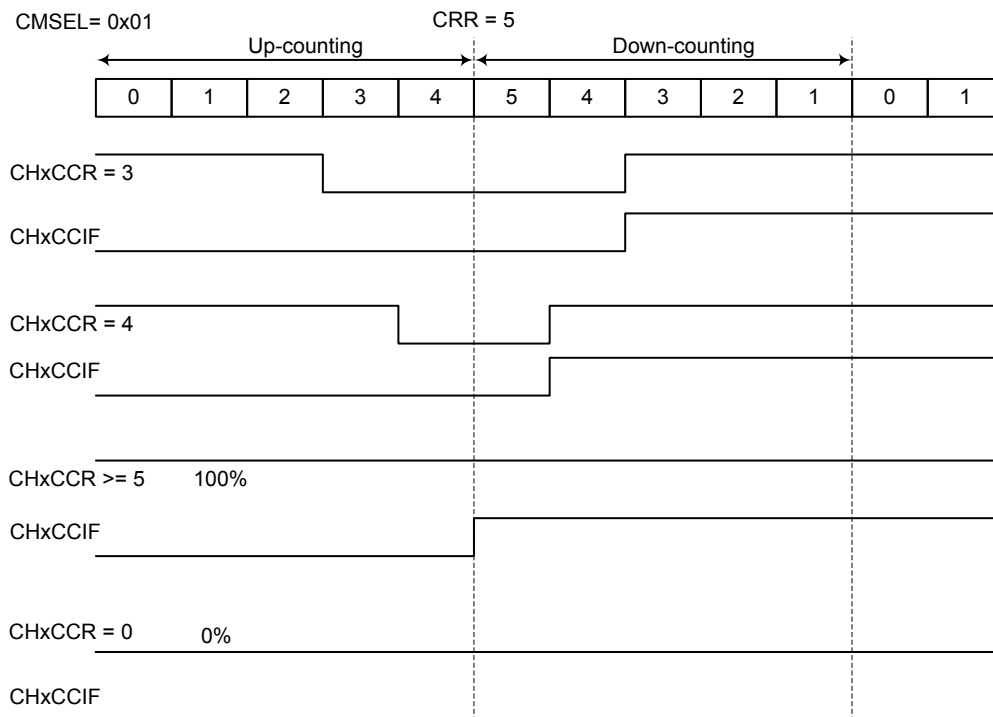 CMSEL= 0x01 CRR = 5
Up-counting Down-counting
0 1 2 3 4 5 4 3 2 1 0 1
CHxCCR = 3
CHxCCIF
CHxCCR = 4
CHxCCIF
CHxCCR >= 5 100%
CHxCCIF
CHxCCR = 0 0%
CHxCCIF